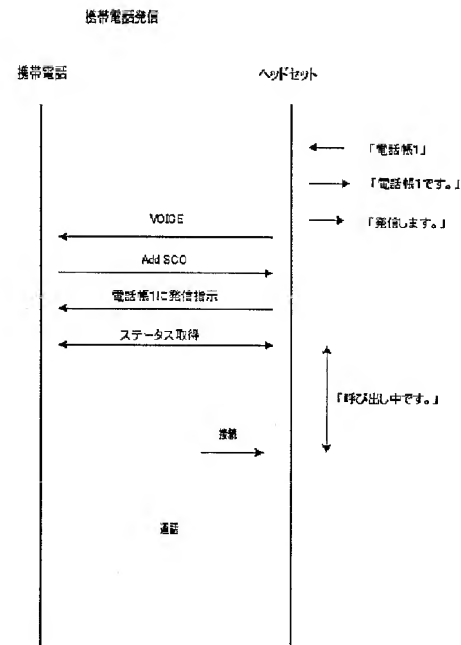 携帯電話発信
携帯電話
ヘッドセット
「電話帳1」
「電話帳1です。」
「発信します。」
VOICE
Add SCO
電話帳1に発信指示
ステータス取得
「呼び出し中です。」
接続
通話